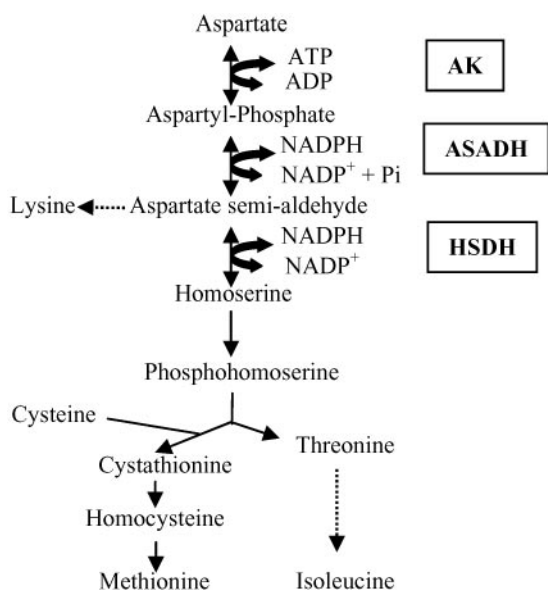 Aspartate
ATP
ADP
AK
Aspartyl-Phosphate
NADPH
NADP+ + Pi
ASADH
Lysine
Aspartate semi-aldehyde
NADPH
NADP+
HSDH
Homoserine
Phosphohomoserine
Cysteine
Cystathionine
Threonine
Homocysteine
Methionine
Isoleucine